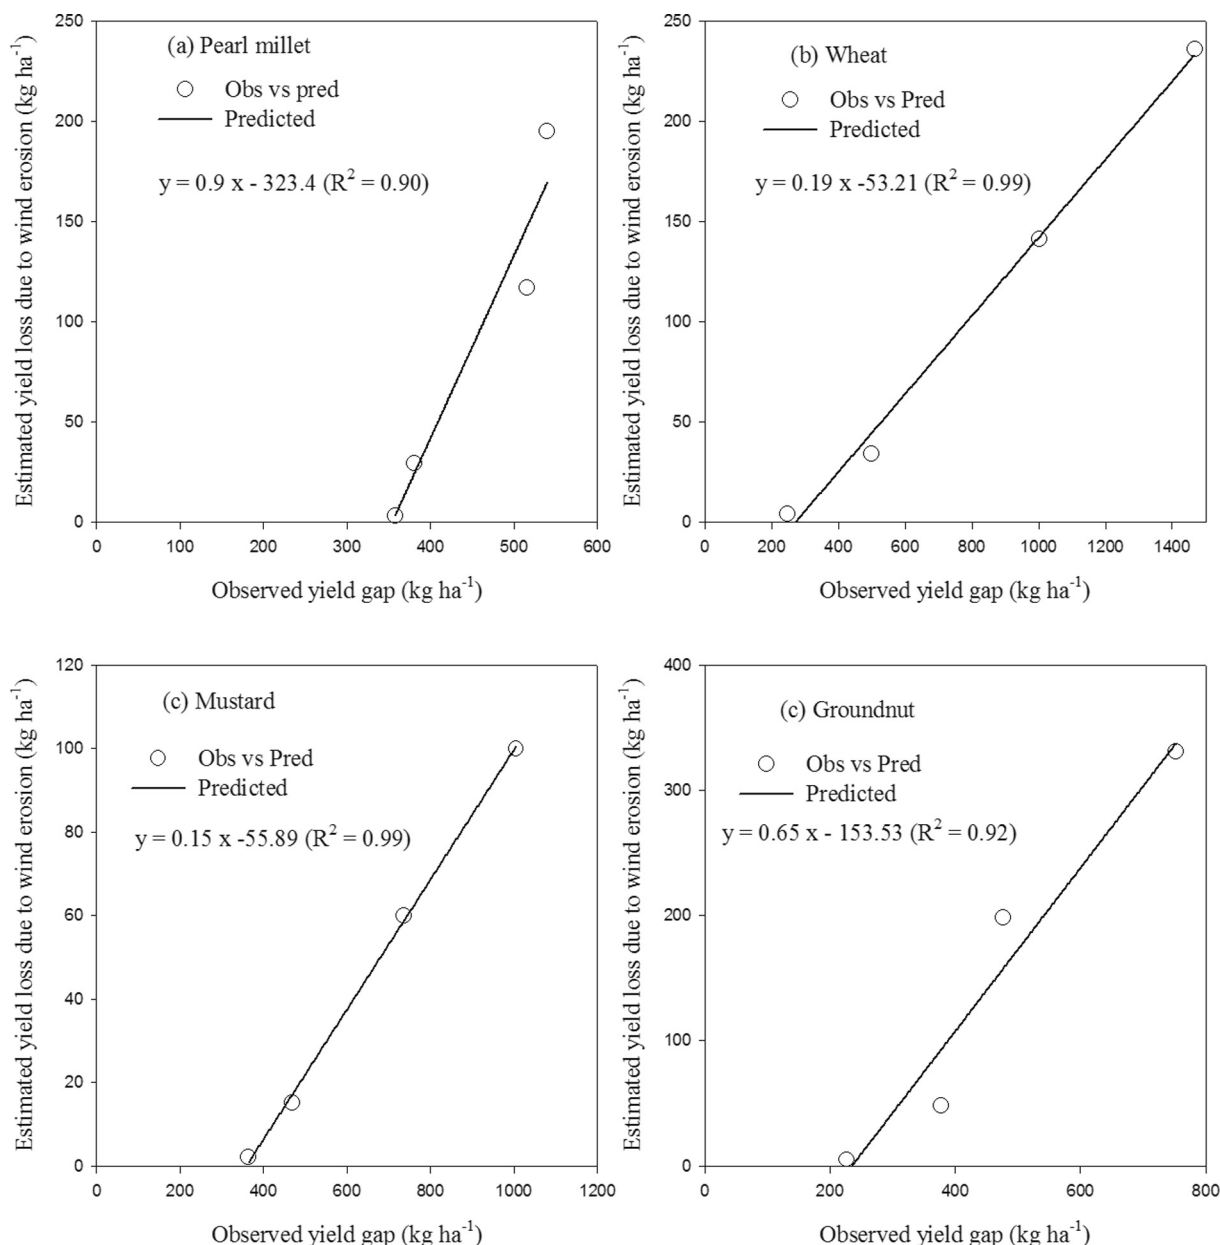 (a) Pearl millet
Obs vs pred
Predicted
y = 0.9 x - 323.4 (R² = 0.90)
Estimated yield loss due to wind erosion (kg ha⁻¹)
250
200
150
100
50
0
0 100 200 300 400 500 600
Observed yield gap (kg ha⁻¹)
(b) Wheat
Obs vs Pred
Predicted
y = 0.19 x -53.21 (R² = 0.99)
Estimated yield loss due to wind erosion (kg ha⁻¹)
250
200
150
100
50
0
0 200 400 600 800 1000 1200 1400
Observed yield gap (kg ha⁻¹)
(c) Mustard
Obs vs Pred
Predicted
y = 0.15 x -55.89 (R² = 0.99)
Estimated yield loss due to wind erosion (kg ha⁻¹)
120
100
80
60
40
20
0
0 200 400 600 800 1000 1200
Observed yield gap (kg ha⁻¹)
(c) Groundnut
Obs vs Pred
Predicted
y = 0.65 x - 153.53 (R² = 0.92)
Estimated yield loss due to wind erosion (kg ha⁻¹)
400
300
200
100
0
0 200 400 600 800
Observed yield gap (kg ha⁻¹)